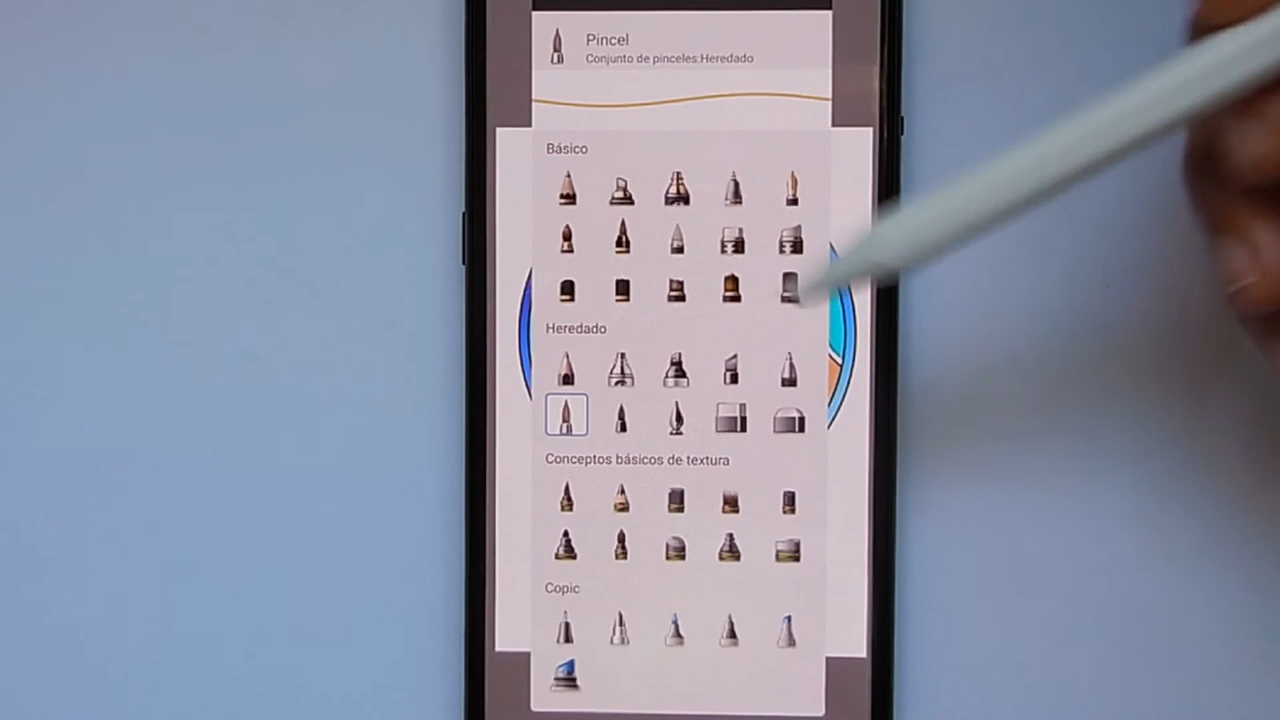 Pincel
Conjunto de pinceles:Heredado
Básico
Heredado
Conceptos básicos de textura
Copic